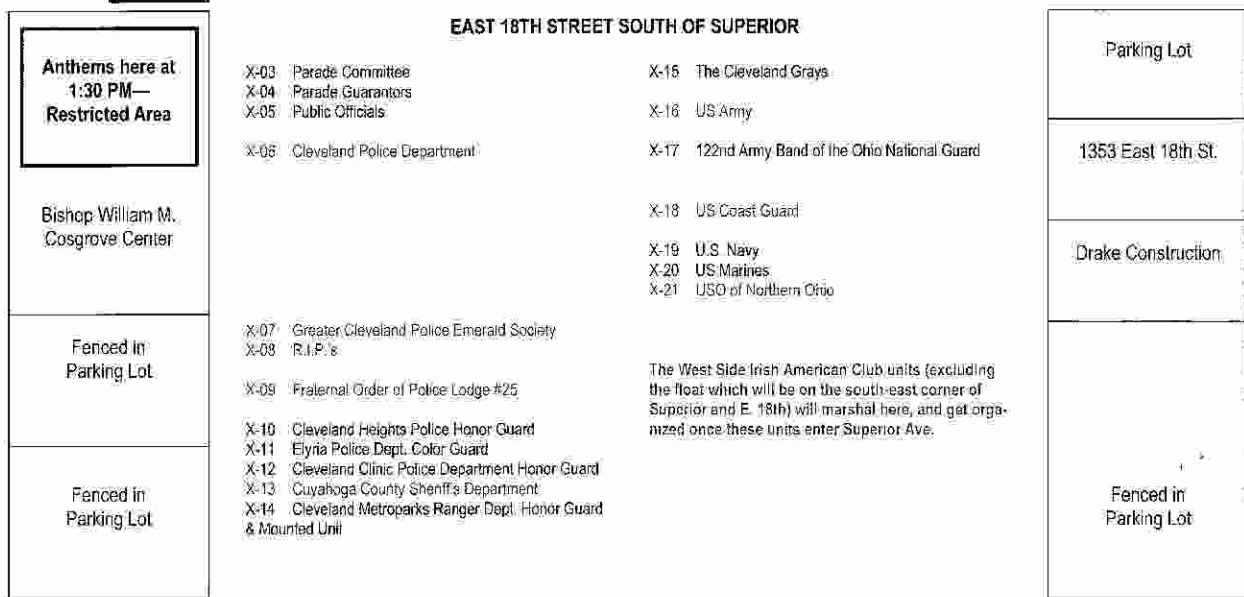 EAST 18TH STREET SOUTH OF SUPERIOR
Anthems here at
1:30 PM—
Restricted Area
Bishop William M.
Cosgrove Center
Fenced in
Parking Lot
Fenced in
Parking Lot
X-03 Parade Committee
X-04 Parade Guarantors
X-05 Public Officials
X-06 Cleveland Police Department
X-07 Greater Cleveland Police Emerald Society
X-08 R.I.P.'s
X-09 Fraternal Order of Police Lodge #25
X-10 Cleveland Heights Police Honor Guard
X-11 Elyria Police Dept. Color Guard
X-12 Cleveland Clinic Police Department Honor Guard
X-13 Cuyahoga County Sheriff's Department
X-14 Cleveland Metroparks Ranger Dept. Honor Guard
& Mounted Unit
X-15 The Cleveland Grays
X-16 US Army
X-17 122nd Army Band of the Ohio National Guard
X-18 US Coast Guard
X-19 U.S. Navy
X-20 US Marines
X-21 USO of Northern Ohio
The West Side Irish American Club units (excluding
the float which will be on the south-east corner of
Superior and E. 18th) will marshal here, and get orga-
nized once these units enter Superior Ave.
Parking Lot
1353 East 18th St.
Drake Construction
Fenced in
Parking Lot